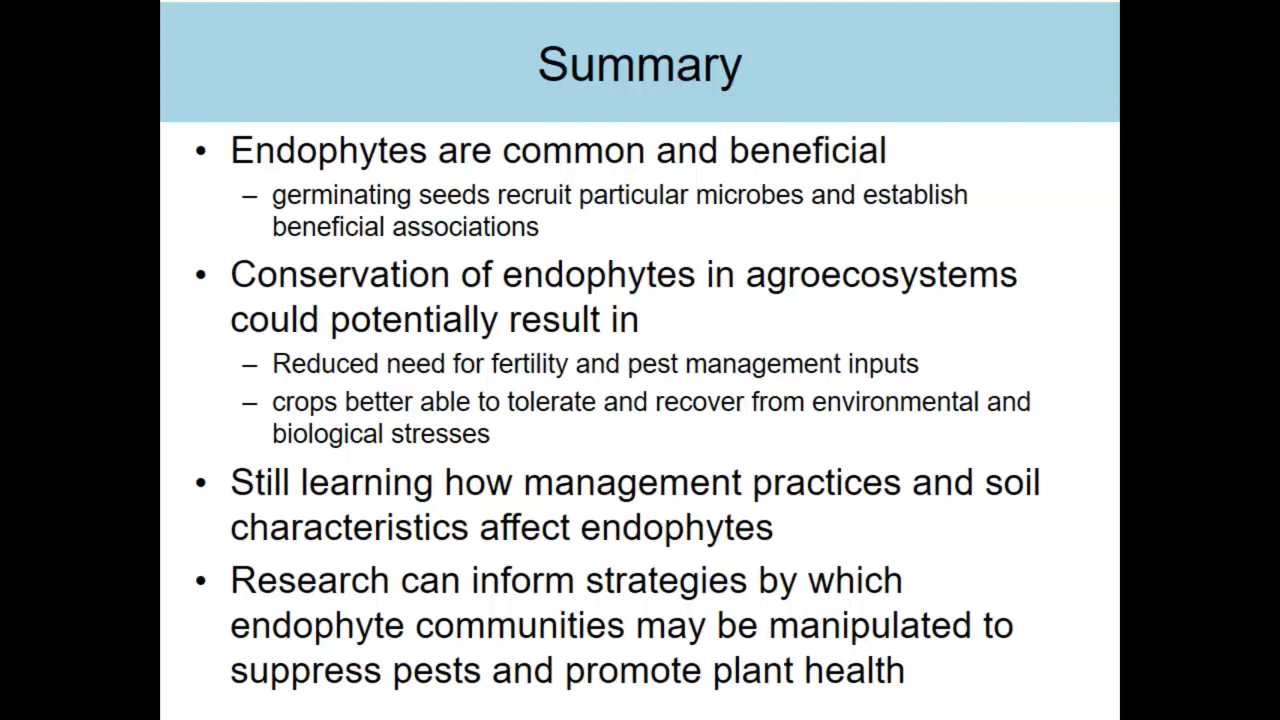 Summary
• Endophytes are common and beneficial
– germinating seeds recruit particular microbes and establish
beneficial associations
• Conservation of endophytes in agroecosystems
could potentially result in
– Reduced need for fertility and pest management inputs
– crops better able to tolerate and recover from environmental and
biological stresses
• Still learning how management practices and soil
characteristics affect endophytes
• Research can inform strategies by which
endophyte communities may be manipulated to
suppress pests and promote plant health